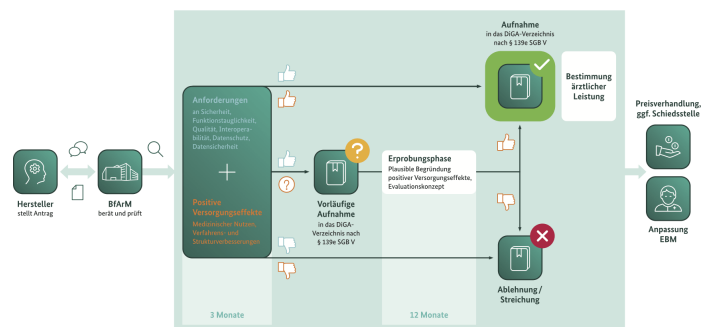 Hersteller
stellt Antrag
BfArM
berät und prüft
Anforderungen
an Sicherheit,
Funktionstauglichkeit,
Qualität, Interopera-
bilität, Datenschutz,
Datensicherheit
Positive
Versorgungseffekte
Medizinischer Nutzen,
Verfahrens- und
Strukturverbesserungen
3 Monate
?
?
Vorläufige
Aufnahme
in das DiGA-
Verzeichnis nach
§ 139e SGB V
Erprobungsphase
Plausible Begründung
positiver Versorgungseffekte,
Evaluationskonzept
12 Monate
Aufnahme
in das DiGA-Verzeichnis
nach § 139e SGB V
Bestimmung
ärztlicher
Leistung
Ablehnung /
Streichung
Preisverhandlung,
ggf. Schiedsstelle
Anpassung
EBM